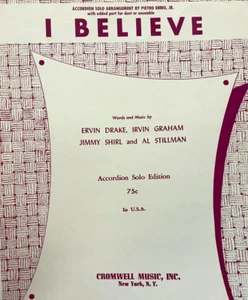 ACCORDION SOLO ARRANGEMENT BY PIETRO DEIRO, JR.
with added part for duet or ensemble
I BELIEVE
Words and Music by
ERVIN DRAKE, IRVIN GRAHAM
JIMMY SHIRL and AL STILLMAN
Accordion Solo Edition
75c
In U.S.A.
CROMWELL MUSIC, INC.
New York, N. Y.